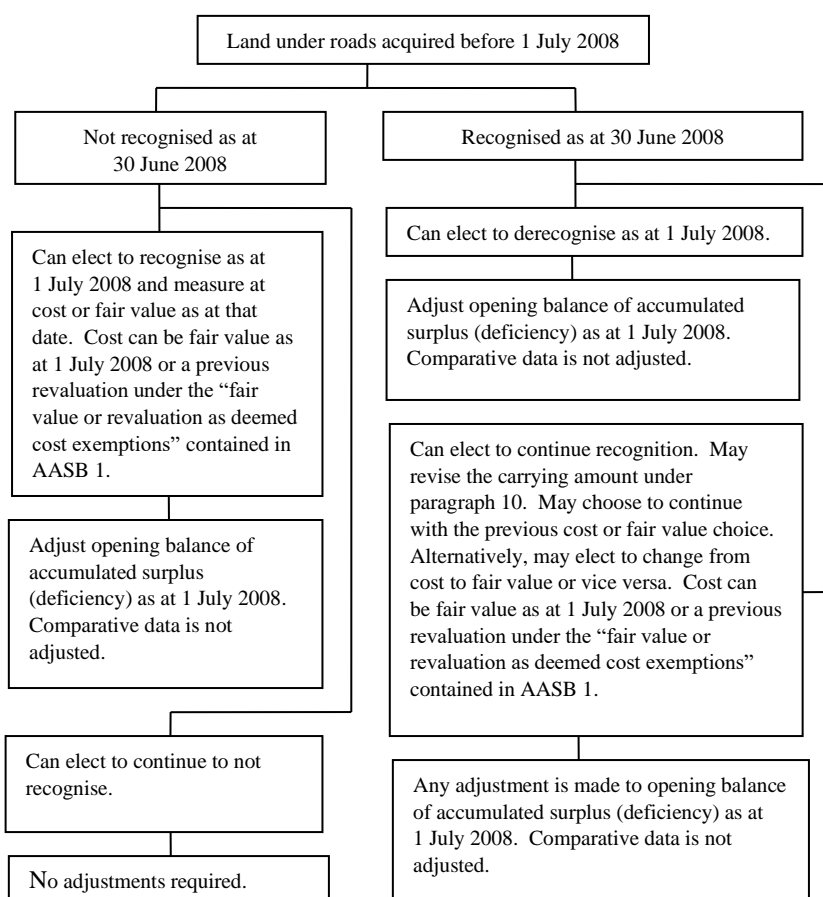 Land under roads acquired before 1 July 2008
Not recognised as at
30 June 2008
Can elect to recognise as at
1 July 2008 and measure at
cost or fair value as at that
date.  Cost can be fair value as
at 1 July 2008 or a previous
revaluation under the “fair
value or revaluation as deemed
cost exemptions” contained in
AASB 1.
Adjust opening balance of
accumulated surplus
(deficiency) as at 1 July 2008.
Comparative data is not
adjusted.
Can elect to continue to not
recognise.
No adjustments required.
Recognised as at 30 June 2008
Can elect to derecognise as at 1 July 2008.
Adjust opening balance of accumulated
surplus (deficiency) as at 1 July 2008.
Comparative data is not adjusted.
Can elect to continue recognition.  May
revise the carrying amount under
paragraph 10.  May choose to continue
with the previous cost or fair value choice.
Alternatively, may elect to change from
cost to fair value or vice versa.  Cost can
be fair value as at 1 July 2008 or a previous
revaluation under the “fair value or
revaluation as deemed cost exemptions”
contained in AASB 1.
Any adjustment is made to opening balance
of accumulated surplus (deficiency) as at
1 July 2008.  Comparative data is not
adjusted.